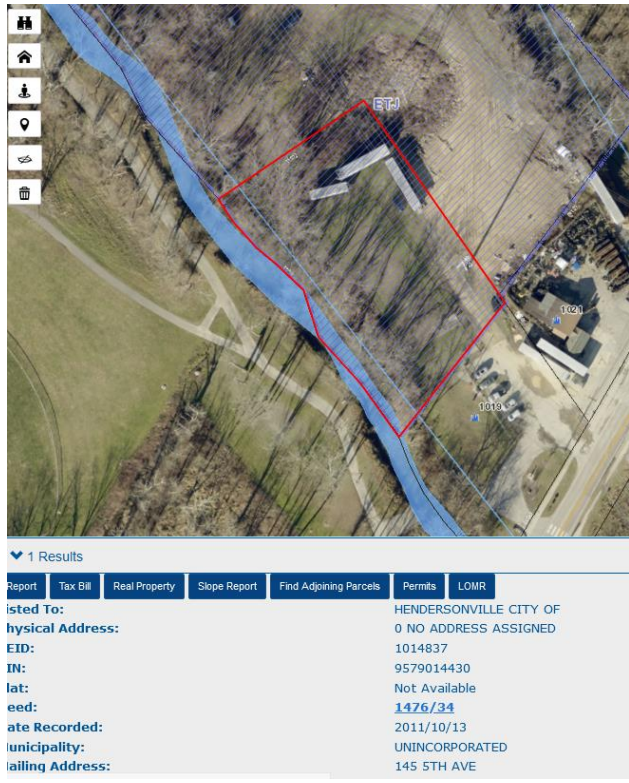 ETJ
1021
1019
1 Results
Report Tax Bill Real Property Slope Report Find Adjoining Parcels Permits LOMR
isted To: HENDERSONVILLE CITY OF
hysical Address: 0 NO ADDRESS ASSIGNED
EID: 1014837
IN: 9579014430
lat: Not Available
eed: 1476/34
ate Recorded: 2011/10/13
unicipality: UNINCORPORATED
ailing Address: 145 5TH AVE